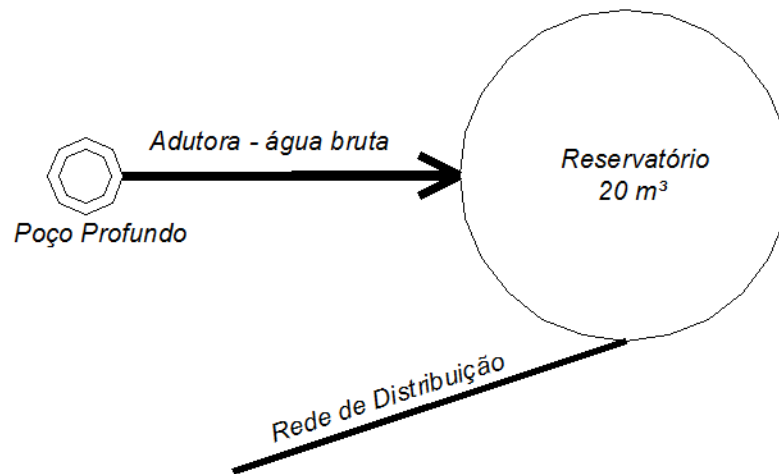 Adutora - água bruta
Reservatório
20 m³
Poço Profundo
Rede de Distribuição